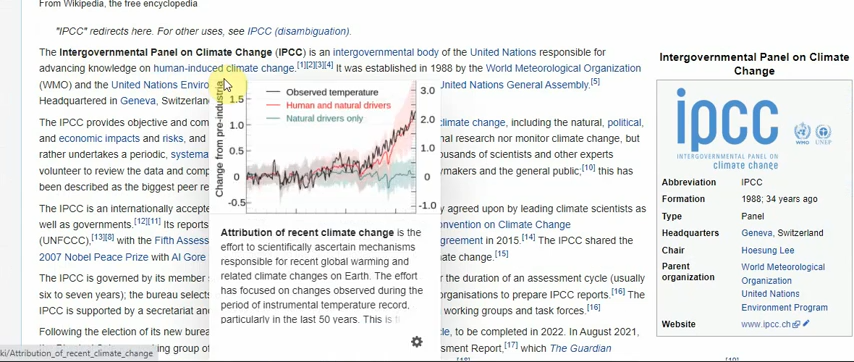 From Wikipedia, the free encyclopedia
"IPCC" redirects here. For other uses, see IPCC (disambiguation).
The Intergovernmental Panel on Climate Change (IPCC) is an intergovernmental body of the United Nations responsible for
advancing knowledge on human-induced climate change.[1][2][3][4] It was established in 1988 by the World Meteorological Organization
(WMO) and the United Nations Enviro United Nations General Assembly.[5]
Headquartered in Geneva, Switzerlan
The IPCC provides objective and com climate change, including the natural, political,
and economic impacts and risks, and nal research nor monitor climate change, but
rather undertakes a periodic, systema ousands of scientists and other experts
volunteer to review the data and comp makers and the general public;[10] this has
been described as the biggest peer re
The IPCC is an internationally accepte y agreed upon by leading climate scientists as
well as governments.[12][11] Its reports onvention on Climate Change
(UNFCCC),[13][8] with the Fifth Assess reement in 2015.[14] The IPCC shared the
2007 Nobel Peace Prize with Al Gore ate change.[15]
The IPCC is governed by its member s r the duration of an assessment cycle (usually
six to seven years); the bureau selects organisations to prepare IPCC reports.[16] The
IPCC is supported by a secretariat an working groups and task forces.[16]
Following the election of its new burea le, to be completed in 2022. In August 2021,
ing group of ment Report,[17] which The Guardian
[18]
ki/Attribution_of_recent_climate_change
Change from pre-industria
1.5
1.0
0.5
0
-0.5
Observed temperature
Human and natural drivers
Natural drivers only
3.0
2.0
1.0
0
-1.0
Attribution of recent climate change is the
effort to scientifically ascertain mechanisms
responsible for recent global warming and
related climate changes on Earth. The effort
has focused on changes observed during the
period of instrumental temperature record,
particularly in the last 50 years. This is t
Intergovernmental Panel on Climate
Change
ipcc
INTERGOVERNMENTAL PANEL ON
climate change
WMO UNEP
Abbreviation IPCC
Formation 1988; 34 years ago
Type Panel
Headquarters Geneva, Switzerland
Chair Hoesung Lee
Parent organization World Meteorological
Organization
United Nations
Environment Program
Website www.ipcc.ch